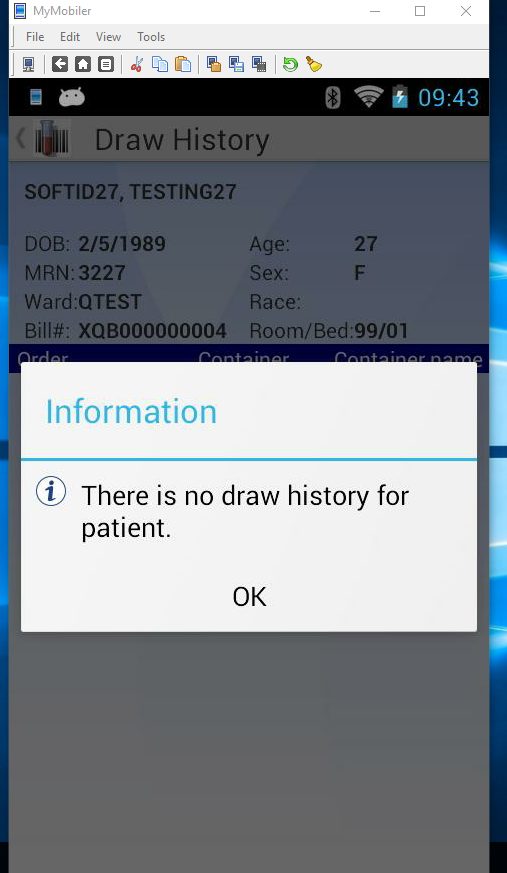 MyMobiler
File Edit View Tools
09:43
Draw History
SOFTID27, TESTING27
DOB: 2/5/1989 Age: 27
MRN: 3227 Sex: F
Ward:QTEST Race:
Bill#: XQB000000004 Room/Bed:99/01
Order Container Container name
Information
There is no draw history for
patient.
OK